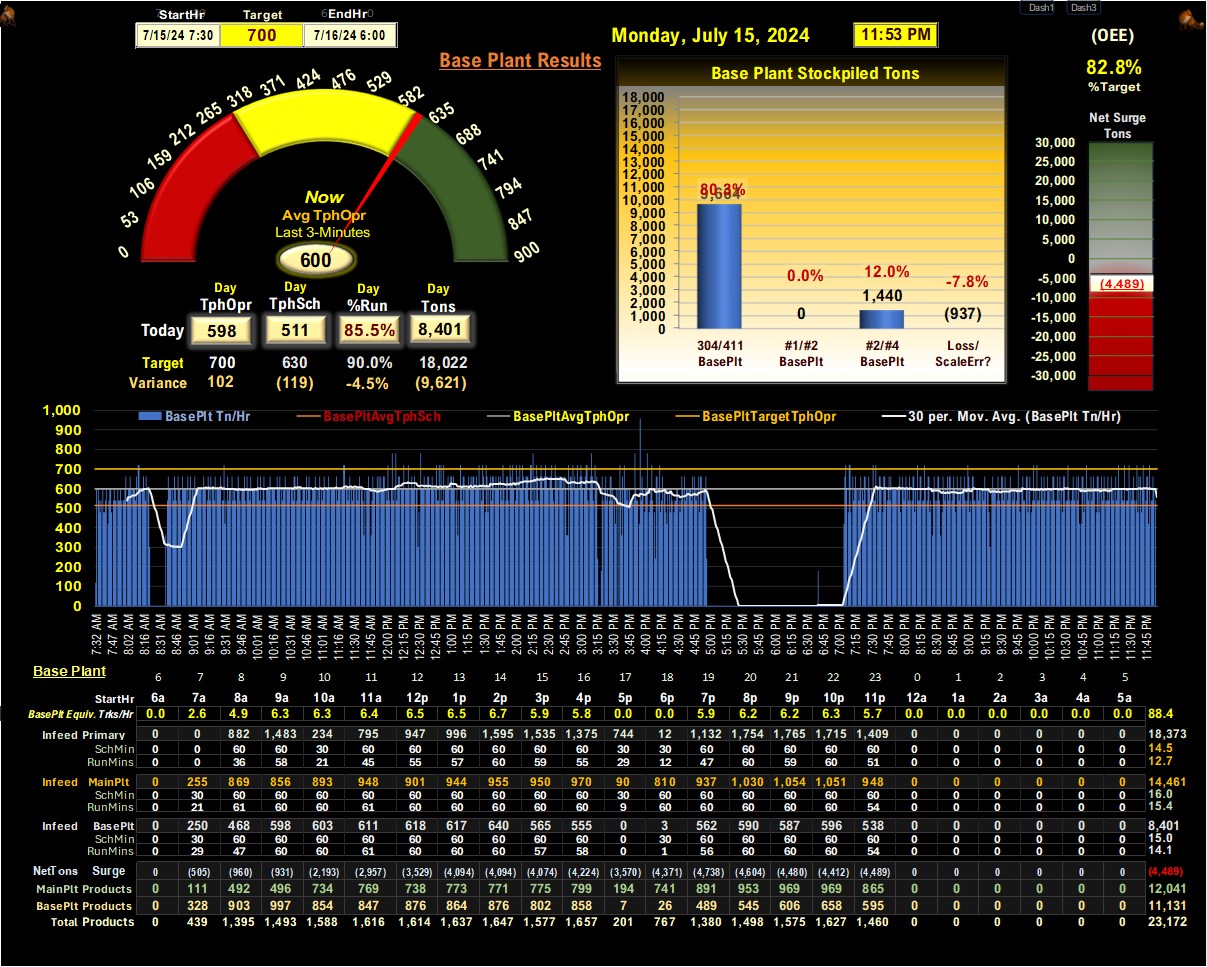 StartHr Target EndHr
7/15/24 7:30 700 7/16/24 6:00
Monday, July 15, 2024 11:53 PM
Dash1 Dash3
(OEE)
82.8%
%Target
Base Plant Results
0 53 106 159 212 265 318 371 424 476 529 582 635 688 741 794 847 900
Now
Avg TphOpr
Last 3-Minutes
600
Day Day Day Day
TphOpr TphSch %Run Tons
Today 598 511 85.5% 8,401
Target 700 630 90.0% 18,022
Variance 102 (119) -4.5% (9,621)
Base Plant Stockpiled Tons
18,000
17,000
16,000
15,000
14,000
13,000
12,000
11,000
10,000
9,000
8,000
7,000
6,000
5,000
4,000
3,000
2,000
1,000
0
80.3% 0.0% 12.0% -7.8%
9,664 0 1,440 (937)
304/411 #1/#2 #2/#4 Loss/
BasePlt BasePlt BasePlt ScaleErr?
Net Surge
Tons
30,000
25,000
20,000
15,000
10,000
5,000
0
-5,000
-10,000
-15,000
-20,000
-25,000
-30,000
(4,489)
BasePlt Tn/Hr BasePltAvgTphSch BasePltAvgTphOpr BasePltTargetTphOpr 30 per. Mov. Avg. (BasePlt Tn/Hr)
1,000
900
800
700
600
500
400
300
200
100
0
7:32 AM 7:47 AM 8:02 AM 8:16 AM 8:31 AM 8:46 AM 9:01 AM 9:16 AM 9:31 AM 9:46 AM 10:01 AM 10:16 AM 10:31 AM 10:46 AM 11:01 AM 11:16 AM 11:30 AM 11:45 AM 12:00 PM 12:15 PM 12:30 PM 12:45 PM 1:00 PM 1:15 PM 1:30 PM 1:45 PM 2:00 PM 2:15 PM 2:30 PM 2:45 PM 3:00 PM 3:15 PM 3:45 PM 4:00 PM 4:15 PM 4:30 PM 4:45 PM 5:00 PM 5:15 PM 5:30 PM 5:45 PM 6:00 PM 6:15 PM 6:30 PM 6:45 PM 7:00 PM 7:15 PM 7:30 PM 7:45 PM 8:00 PM 8:15 PM 8:30 PM 8:45 PM 9:00 PM 9:15 PM 9:30 PM 9:45 PM 10:00 PM 10:15 PM 10:30 PM 10:45 PM 11:00 PM 11:15 PM 11:30 PM 11:45 PM
Base Plant 6 7 8 9 10 11 12 13 14 15 16 17 18 19 20 21 22 23 0 1 2 3 4 5
StartHr 6a 7a 8a 9a 10a 11a 12p 1p 2a 3p 4p 5p 6p 7p 8p 9p 10p 11p 12a 1a 2a 3a 4a 5a
BasePlt Equiv. Trks/Hr 0.0 2.6 4.9 6.3 6.3 6.4 6.5 6.5 6.7 5.9 5.8 0.0 0.0 5.9 6.2 6.2 6.3 5.7 0.0 0.0 0.0 0.0 0.0 0.0 88.4
Infeed Primary 0 0 882 1,483 234 795 947 996 1,595 1,535 1,375 744 12 1,132 1,754 1,765 1,715 1,409 0 0 0 0 0 0 18,373
SchMin 0 0 60 60 30 60 60 60 60 60 60 30 30 60 60 60 60 60 0 0 0 0 0 0 14.5
RunMins 0 0 36 58 21 45 55 57 60 59 55 29 12 47 60 59 60 51 0 0 0 0 0 0 12.7
Infeed MainPlt 0 255 869 856 893 948 901 944 955 950 970 90 810 937 1,030 1,054 1,051 948 0 0 0 0 0 0 14,461
SchMin 0 30 60 60 60 60 60 60 60 60 60 30 60 60 60 60 60 60 0 0 0 0 0 0 16.0
RunMins 0 21 61 60 60 61 60 60 60 60 60 9 60 60 60 60 60 54 0 0 0 0 0 0 15.4
Infeed BasePlt 0 250 468 598 603 611 618 617 640 565 555 0 3 562 590 587 596 538 0 0 0 0 0 0 8,401
SchMin 0 30 60 60 60 60 60 60 60 60 60 0 30 60 60 60 60 60 0 0 0 0 0 0 15.0
RunMins 0 29 47 60 60 61 60 60 60 57 58 0 1 56 60 60 60 54 0 0 0 0 0 0 14.1
NetTons Surge 0 (505) (960) (931) (2,193) (2,957) (3,529) (4,094) (4,094) (4,074) (4,224) (3,570) (4,371) (4,738) (4,604) (4,480) (4,412) (4,489) 0 0 0 0 0 0 (4,489)
MainPlt Products 0 111 492 496 734 769 738 773 771 775 799 194 741 891 953 969 969 865 0 0 0 0 0 0 12,041
BasePlt Products 0 328 903 997 854 847 876 864 876 802 858 7 26 489 545 606 658 595 0 0 0 0 0 0 11,131
Total Products 0 439 1,395 1,493 1,588 1,616 1,614 1,637 1,647 1,577 1,657 201 767 1,380 1,498 1,575 1,627 1,460 0 0 0 0 0 0 23,172